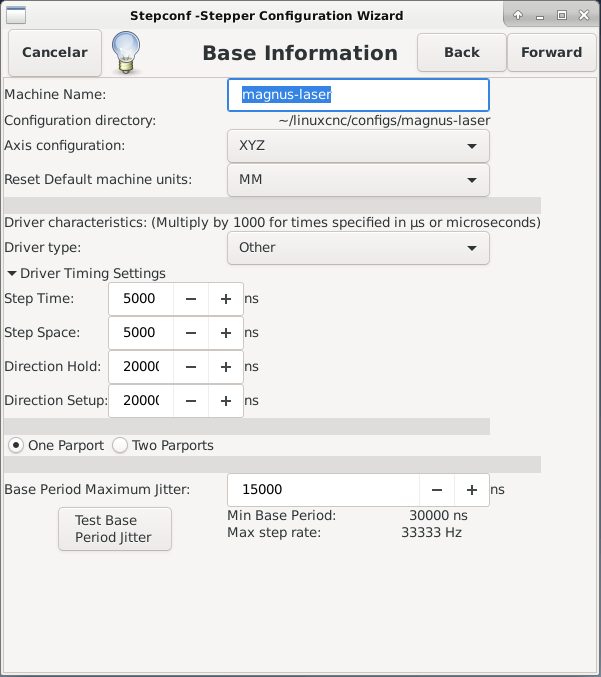 Stepconf -Stepper Configuration Wizard
Cancelar
Base Information
Back
Forward
Machine Name: magnus-laser
Configuration directory: ~/linuxcnc/configs/magnus-laser
Axis configuration: XYZ
Reset Default machine units: MM
Driver characteristics: (Multiply by 1000 for times specified in µs or microseconds)
Driver type: Other
Driver Timing Settings
Step Time: 5000 − + ns
Step Space: 5000 − + ns
Direction Hold: 20000 − + ns
Direction Setup: 20000 − + ns
One Parport Two Parports
Base Period Maximum Jitter: 15000 − + ns
Test Base
Period Jitter
Min Base Period: 30000 ns
Max step rate: 33333 Hz